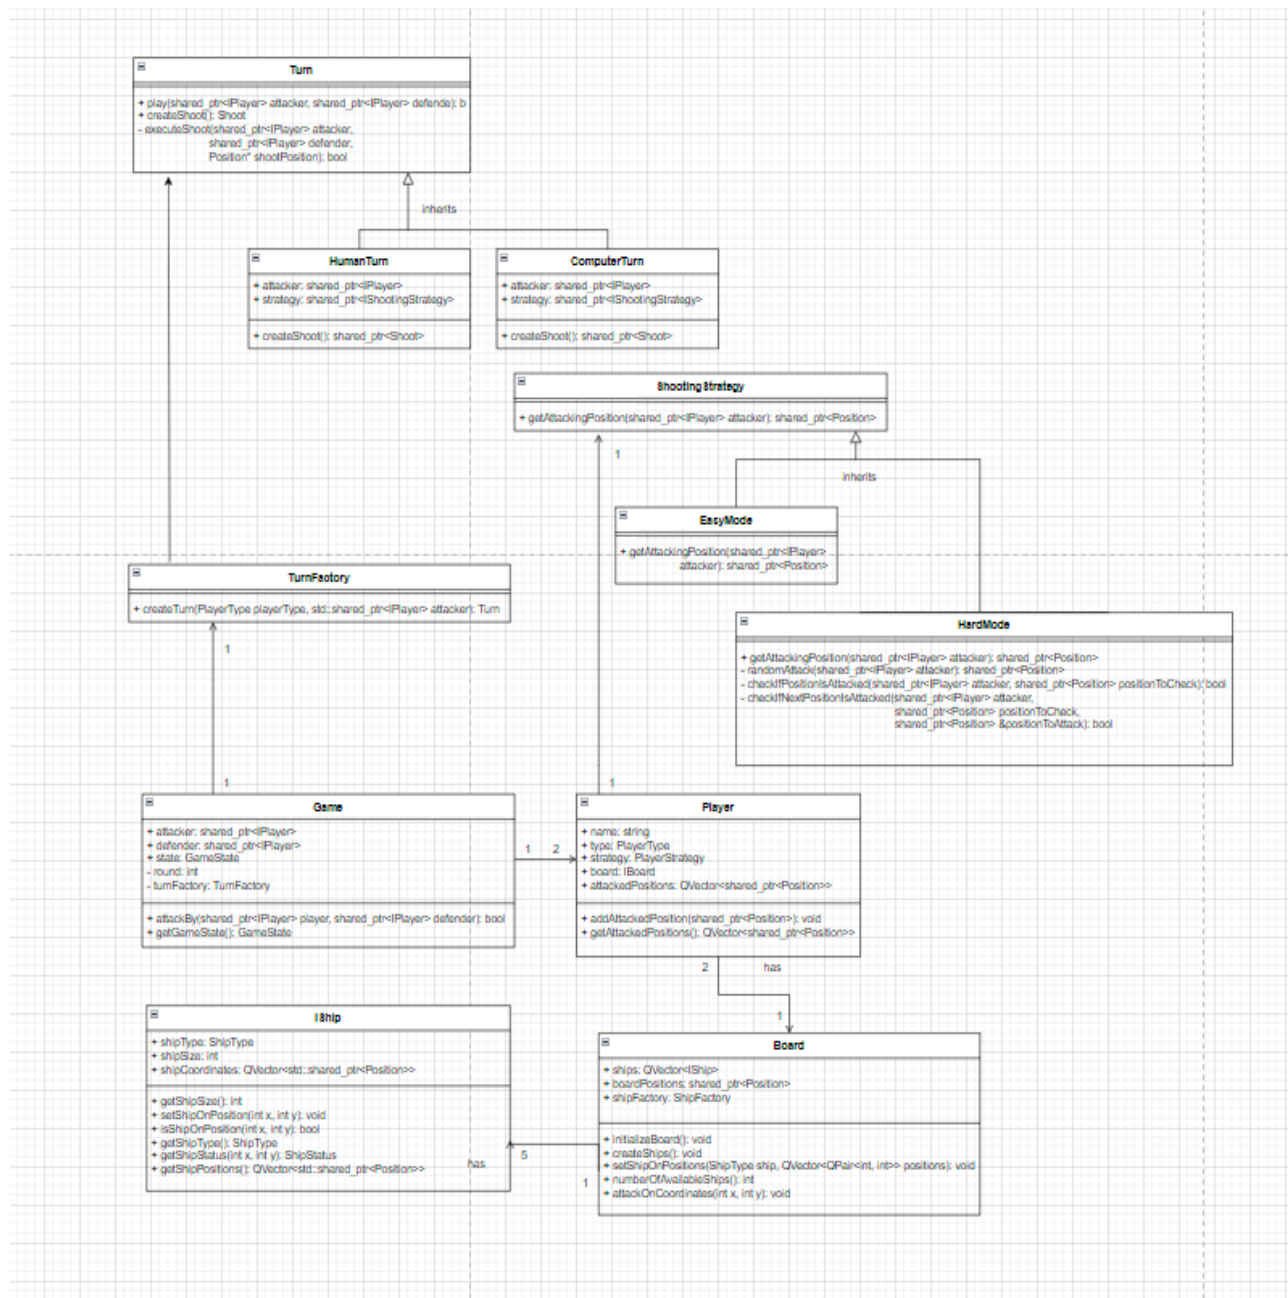 Turn
+ play(shared_ptr<IPlayer> attacker, shared_ptr<IPlayer> defende): b
+ createShoot(): Shoot
- executeShoot(shared_ptr<IPlayer> attacker,
shared_ptr<IPlayer> defender,
Position* shootPosition): bool
inherits
HumanTurn
+ attacker: shared_ptr<IPlayer>
+ strategy: shared_ptr<IShootingStrategy>
+ createShoot(): shared_ptr<Shoot>
ComputerTurn
+ attacker: shared_ptr<IPlayer>
+ strategy: shared_ptr<IShootingStrategy>
+ createShoot(): shared_ptr<Shoot>
ShootingStrategy
+ getAttackingPosition(shared_ptr<IPlayer> attacker): shared_ptr<Position>
1
inherits
EasyMode
+ getAttackingPosition(shared_ptr<IPlayer>
attacker): shared_ptr<Position>
TurnFactory
+ createTurn(PlayerType playerType, std::shared_ptr<IPlayer> attacker): Turn
1
HardMode
+ getAttackingPosition(shared_ptr<IPlayer> attacker): shared_ptr<Position>
- randomAttack(shared_ptr<IPlayer> attacker): shared_ptr<Position>
- checkIfPositionIsAttacked(shared_ptr<IPlayer> attacker, shared_ptr<Position> positionToCheck): bool
- checkIfNextPositionIsAttacked(shared_ptr<IPlayer> attacker,
shared_ptr<Position> positionToCheck,
shared_ptr<Position> &positionToAttack): bool
1
1
Game
+ attacker: shared_ptr<IPlayer>
+ defender: shared_ptr<IPlayer>
+ state: GameState
- round: int
- turnFactory: TurnFactory
+ attackBy(shared_ptr<IPlayer> player, shared_ptr<IPlayer> defender): bool
+ getGameState(): GameState
1 2
Player
+ name: string
+ type: PlayerType
+ strategy: PlayerStrategy
+ board: IBoard
+ attackedPositions: QVector<shared_ptr<Position>>
+ addAttackedPosition(shared_ptr<Position>): void
+ getAttackedPositions(): QVector<shared_ptr<Position>>
2 has
1
IShip
+ shipType: ShipType
+ shipSize: int
+ shipCoordinates: QVector<std::shared_ptr<Position>>
+ getShipSize(): int
+ setShipOnPosition(int x, int y): void
+ isShipOnPosition(int x, int y): bool
+ getShipType(): ShipType
+ getShipStatus(int x, int y): ShipStatus
+ getShipPositions(): QVector<std::shared_ptr<Position>>
has
5
1
Board
+ ships: QVector<IShip>
+ boardPositions: shared_ptr<Position>
+ shipFactory: ShipFactory
+ initializeBoard(): void
+ createShips(): void
+ setShipOnPositions(ShipType ship, QVector<QPair<int, int>> positions): void
+ numberOfAvailableShips(): int
+ attackOnCoordinates(int x, int y): void